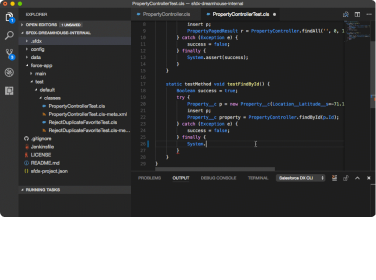 PropertyControllerTest.cls — sfdx-dreamhouse-internal
EXPLORER
OPEN EDITORS 1 UNSAVED
SFDX-DREAMHOUSE-INTERNAL
.sfdx
config
data
force-app
main
test
default
classes
PropertyControllerTest.cls
PropertyControllerTest.cls-meta.xml
RejectDuplicateFavoriteTest.cls
RejectDuplicateFavoriteTest.cls-me...
.gitignore
Jenkinsfile
LICENSE
README.md
sfdx-project.json
RUNNING TASKS
PropertyController.cls
PropertyControllerTest.cls
insert p;
PropertyPagedResult r = PropertyController.findAll('', 0, 1
} catch (Exception e) {
success = false;
} finally {
System.assert(success);
}
}
static testMethod void testFindById() {
Boolean success = true;
try {
Property__c p = new Property__c(Location__Latitude__s=-71.1
insert p;
Property__c property = PropertyController.findById(p.Id);
} catch (Exception e) {
success = false;
} finally {
System.
}
}
}
PROBLEMS OUTPUT DEBUG CONSOLE TERMINAL Salesforce DX CLI